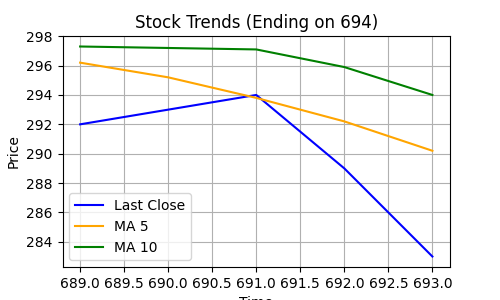 Stock Trends (Ending on 694)
298
296
294
292
290
288
286
284
Price
Last Close
MA 5
MA 10
689.0 689.5 690.0 690.5 691.0 691.5 692.0 692.5 693.0
Time